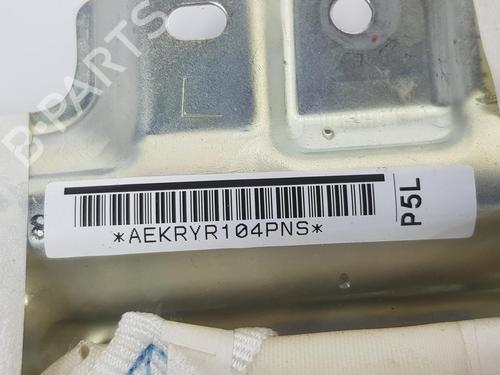 B-PARTS
L
*AEKRYR104PNS*
P5L